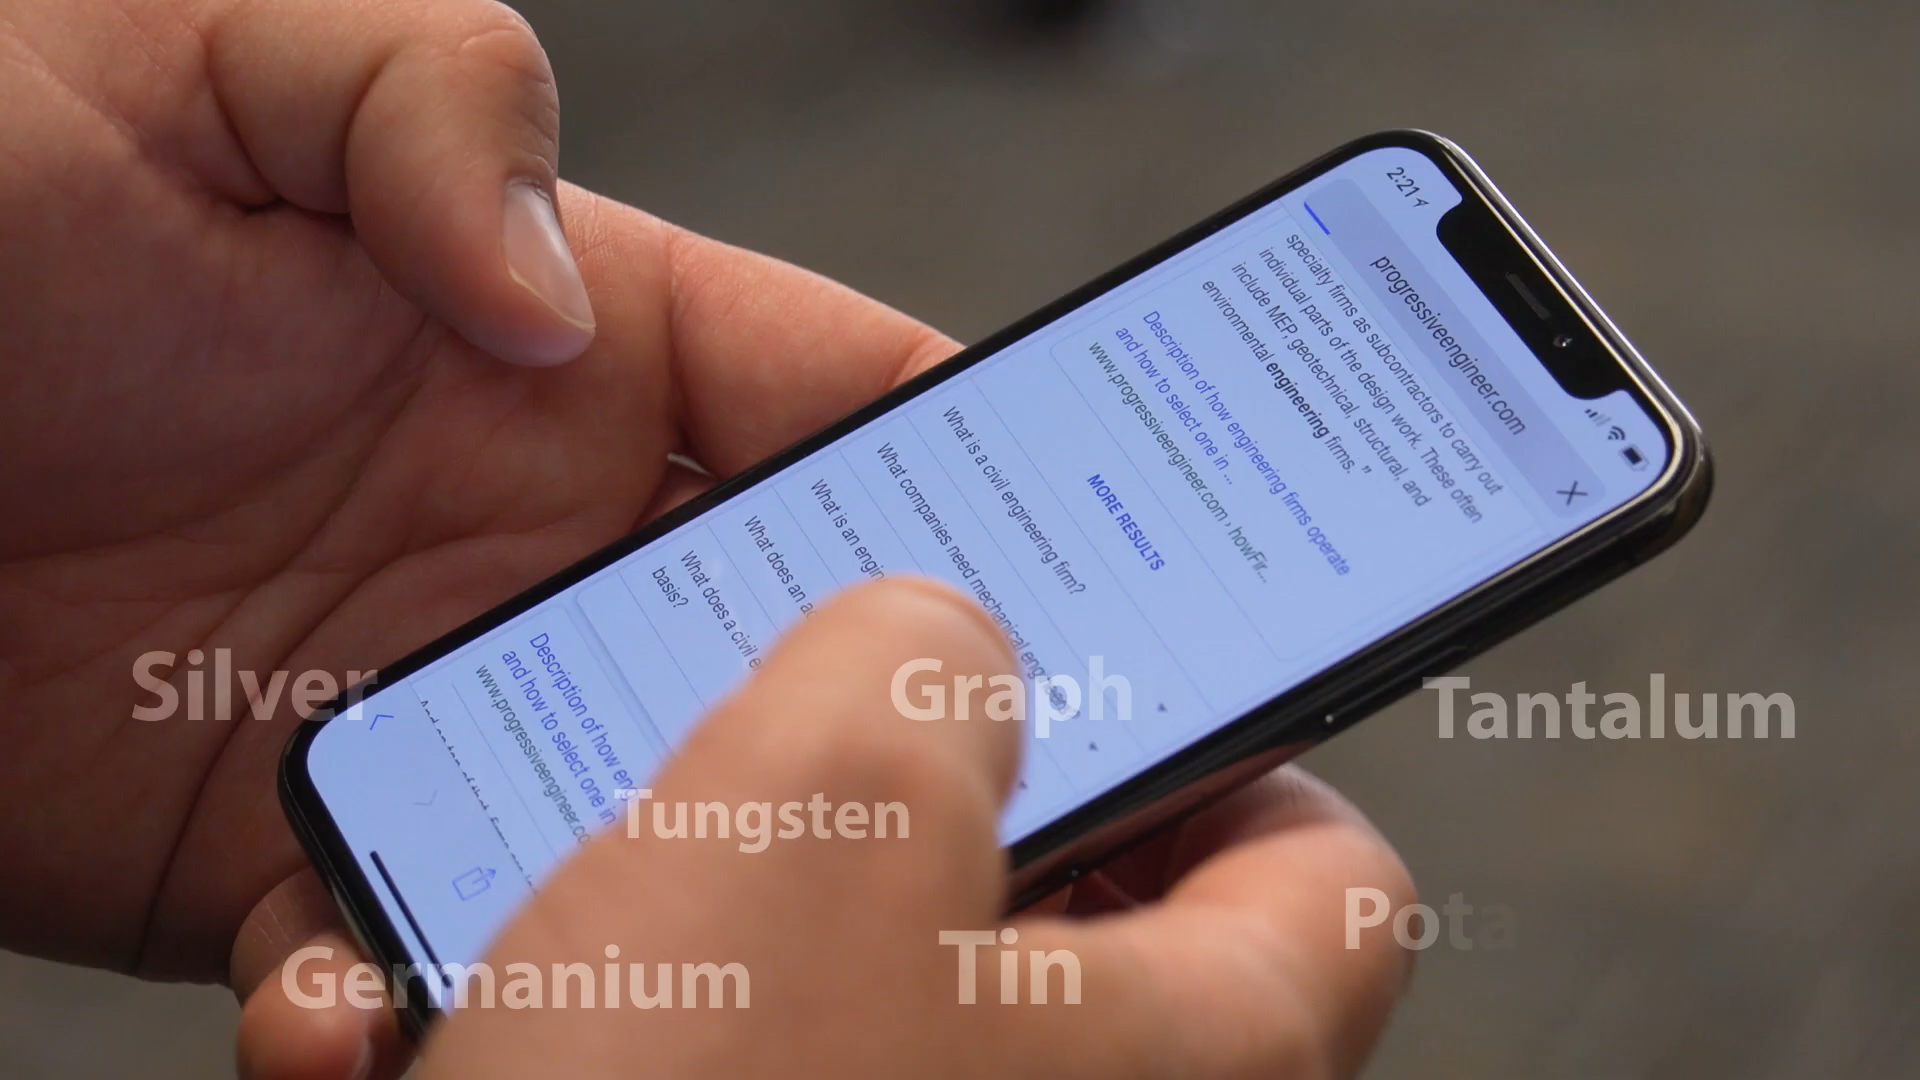 2:21
progressiveengineer.com
specialty firms as subcontractors to carry out
individual parts of the design work. These often
include MEP, geotechnical, structural, and
environmental engineering firms.”
Description of how engineering firms operate
and how to select one in ...
www.progressiveengineer.com › howFir...
MORE RESULTS
What is a civil engineering firm?
What companies need mechanical engineers?
What is an engin
What does an a
What does a civil e
basis?
Description of how eng
and how to select one in
www.progressiveengineer.co
Silver
Graph
Tantalum
Tungsten
Pota
Germanium
Tin